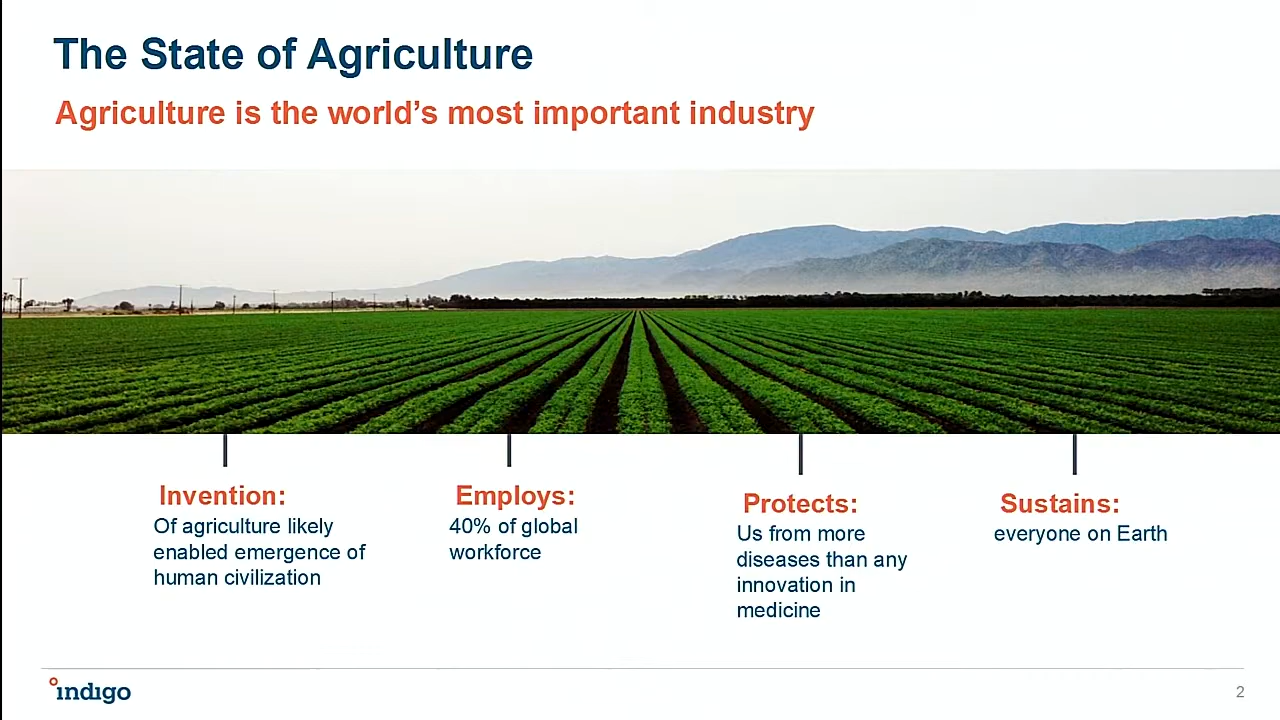 The State of Agriculture
Agriculture is the world’s most important industry
Invention:
Of agriculture likely
enabled emergence of
human civilization
Employs:
40% of global
workforce
Protects:
Us from more
diseases than any
innovation in
medicine
Sustains:
everyone on Earth
indigo
2